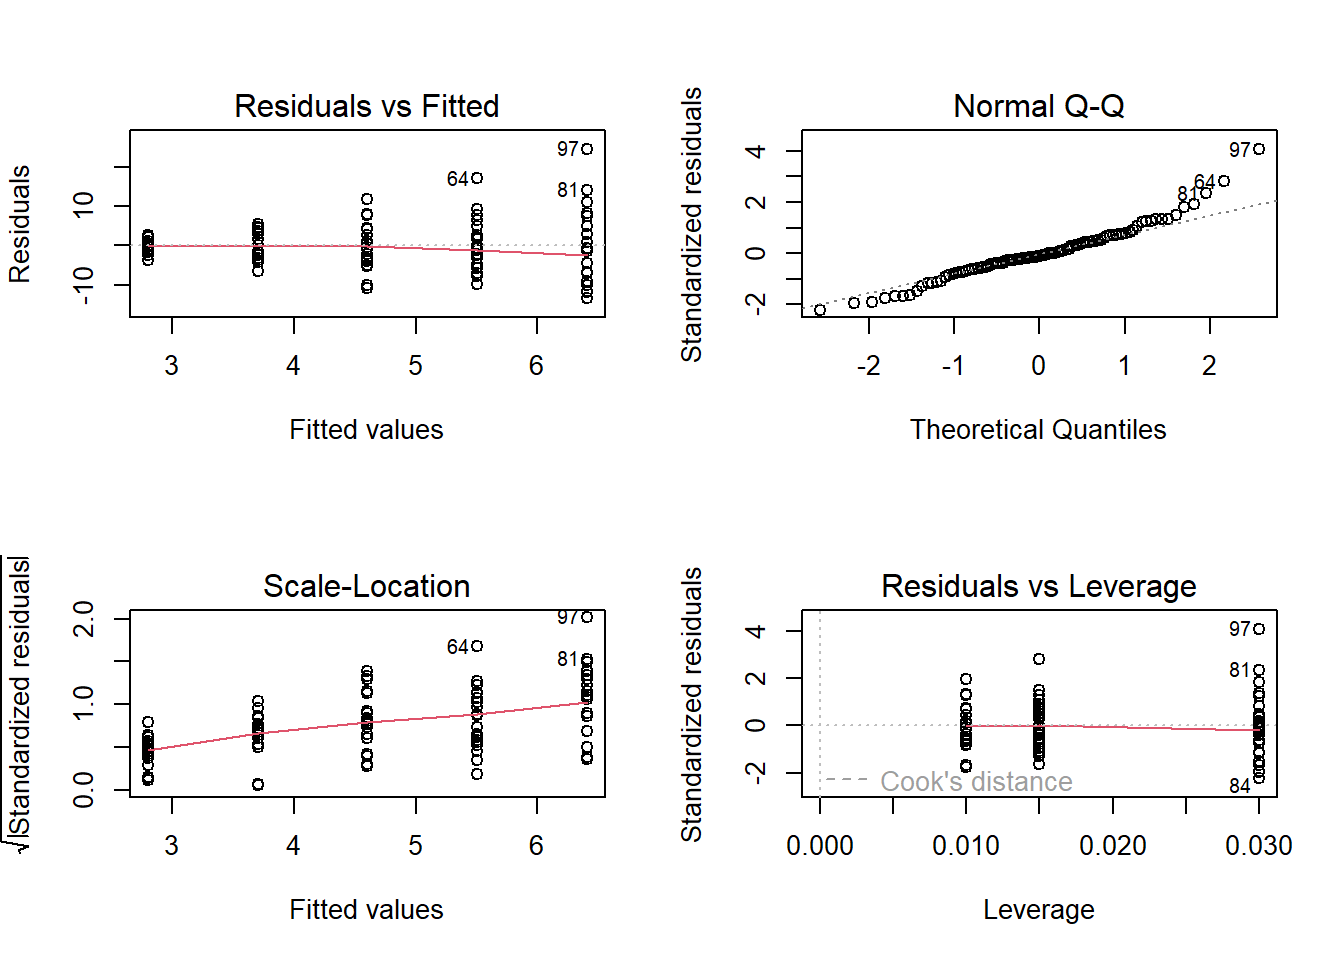 Residuals vs Fitted
Residuals
10
-10
97
64
81
3 4 5 6
Fitted values
Normal Q-Q
Standardized residuals
4
2
0
-2
97
64
81
-2 -1 0 1 2
Theoretical Quantiles
Scale-Location
√|Standardized residuals|
2.0
1.0
0.0
97
64
81
3 4 5 6
Fitted values
Residuals vs Leverage
Standardized residuals
4
2
0
-2
97
81
84
Cook's distance
0.000 0.010 0.020 0.030
Leverage